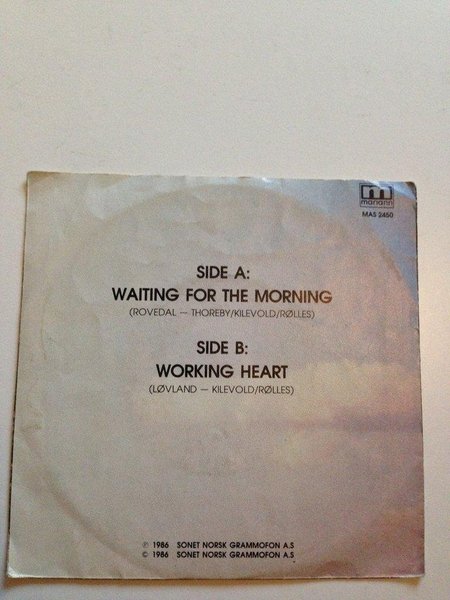 m
mariann
MAS 2450
SIDE A:
WAITING FOR THE MORNING
(ROVEDAL — THOREBY/KILEVOLD/RØLLES)
SIDE B:
WORKING HEART
(LØVLAND — KILEVOLD/RØLLES)
℗ 1986 SONET NORSK GRAMMOFON A.S
© 1986 SONET NORSK GRAMMOFON A.S